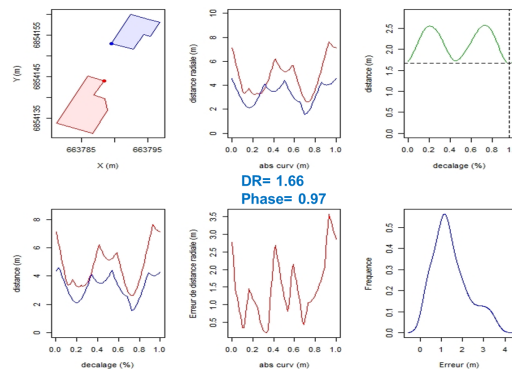 6854155
6854145
6854135
Y (m)
663785 663795
X (m)
10
8
6
4
2
0
distance radiale (m)
0.0 0.2 0.4 0.6 0.8 1.0
abs curv (m)
2.5
2.0
1.5
1.0
0.5
0.0
distance (m)
0.0 0.2 0.4 0.6 0.8 1
decalage (%)
DR= 1.66
Phase= 0.97
8
6
4
2
0
distance (m)
0.0 0.2 0.4 0.6 0.8 1.0
decalage (%)
3.5
3.0
2.5
2.0
1.5
1.0
0.5
Erreur de distance radiale (m)
0.0 0.2 0.4 0.6 0.8 1.0
abs curv (m)
0.5
0.4
0.3
0.2
0.1
0.0
Frequence
0 1 2 3 4
Erreur (m)